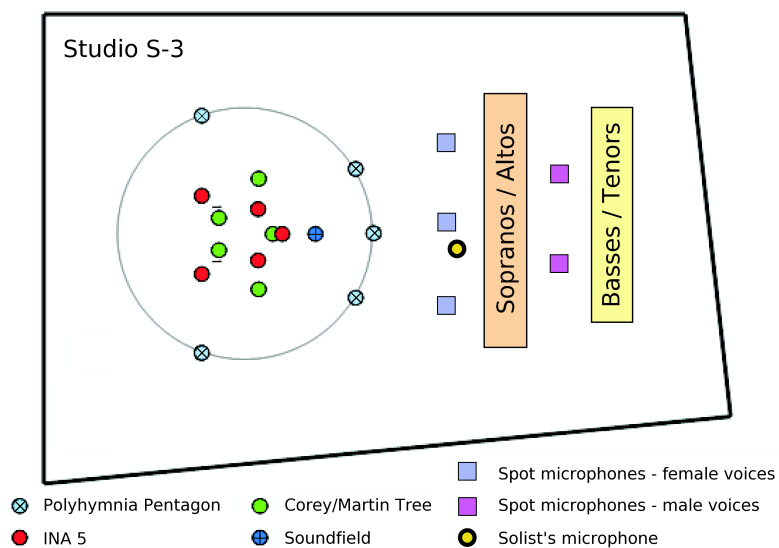 Studio S-3
Sopranos / Altos
Basses / Tenors
Spot microphones - female voices
Polyhymnia Pentagon
Corey/Martin Tree
Spot microphones - male voices
INA 5
Soundfield
Solist's microphone